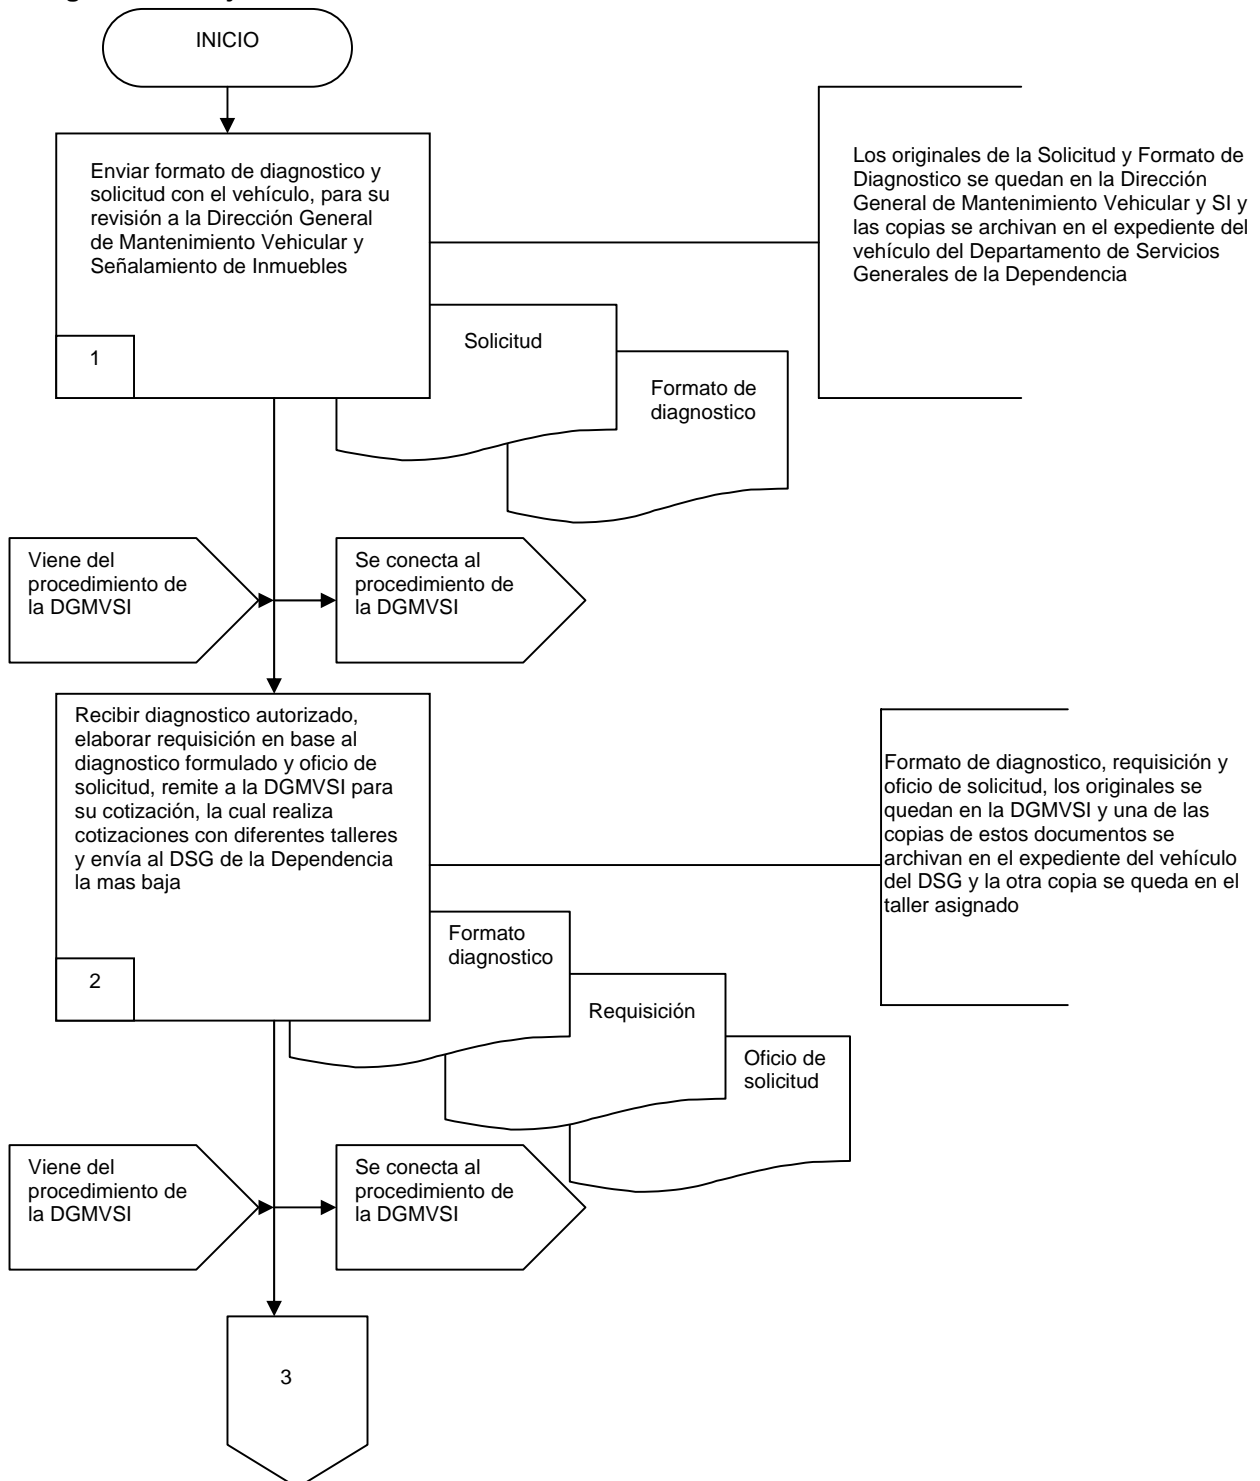 INICIO
Enviar formato de diagnostico y
solicitud con el vehículo, para su
revisión a la Dirección General
de Mantenimiento Vehicular y
Señalamiento de Inmuebles
1
Los originales de la Solicitud y Formato de
Diagnostico se quedan en la Dirección
General de Mantenimiento Vehicular y SI y
las copias se archivan en el expediente del
vehículo del Departamento de Servicios
Generales de la Dependencia
Solicitud
Formato de
diagnostico
Viene del
procedimiento de
la DGMVSI
Se conecta al
procedimiento de
la DGMVSI
Recibir diagnostico autorizado,
elaborar requisición en base al
diagnostico formulado y oficio de
solicitud, remite a la DGMVSI para
su cotización, la cual realiza
cotizaciones con diferentes talleres
y envía al DSG de la Dependencia
la mas baja
2
Formato de diagnostico, requisición y
oficio de solicitud, los originales se
quedan en la DGMVSI y una de las
copias de estos documentos se
archivan en el expediente del vehículo
del DSG y la otra copia se queda en el
taller asignado
Formato
diagnostico
Requisición
Oficio de
solicitud
Viene del
procedimiento de
la DGMVSI
Se conecta al
procedimiento de
la DGMVSI
3